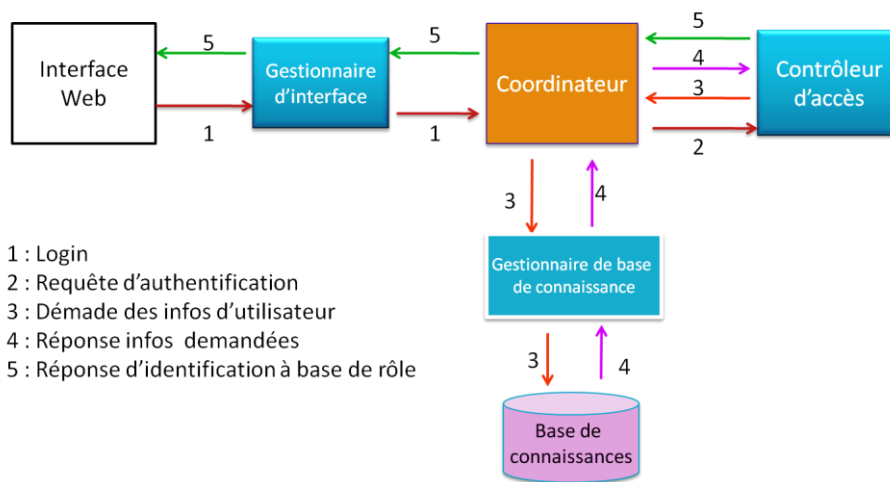 5
5
5
Interface
Web
Gestionnaire
d'interface
Coordinateur
4
Contrôleur
d'accès
3
1
1
2
3
4
1 : Login
2 : Requête d'authentification
3 : Démade des infos d'utilisateur
4 : Réponse infos demandées
5 : Réponse d'identification à base de rôle
Gestionnaire de base
de connaissance
3
4
Base de
connaissances